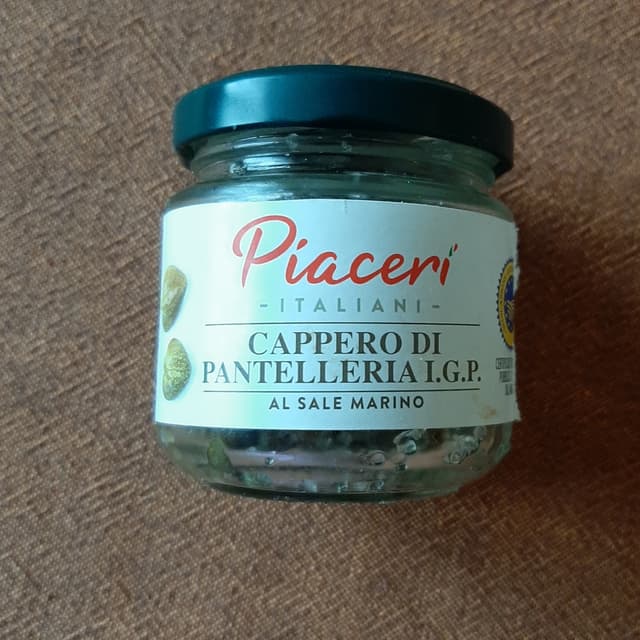 Piaceri
- ITALIANI -
CAPPERO DI
PANTELLERIA I.G.P.
AL SALE MARINO